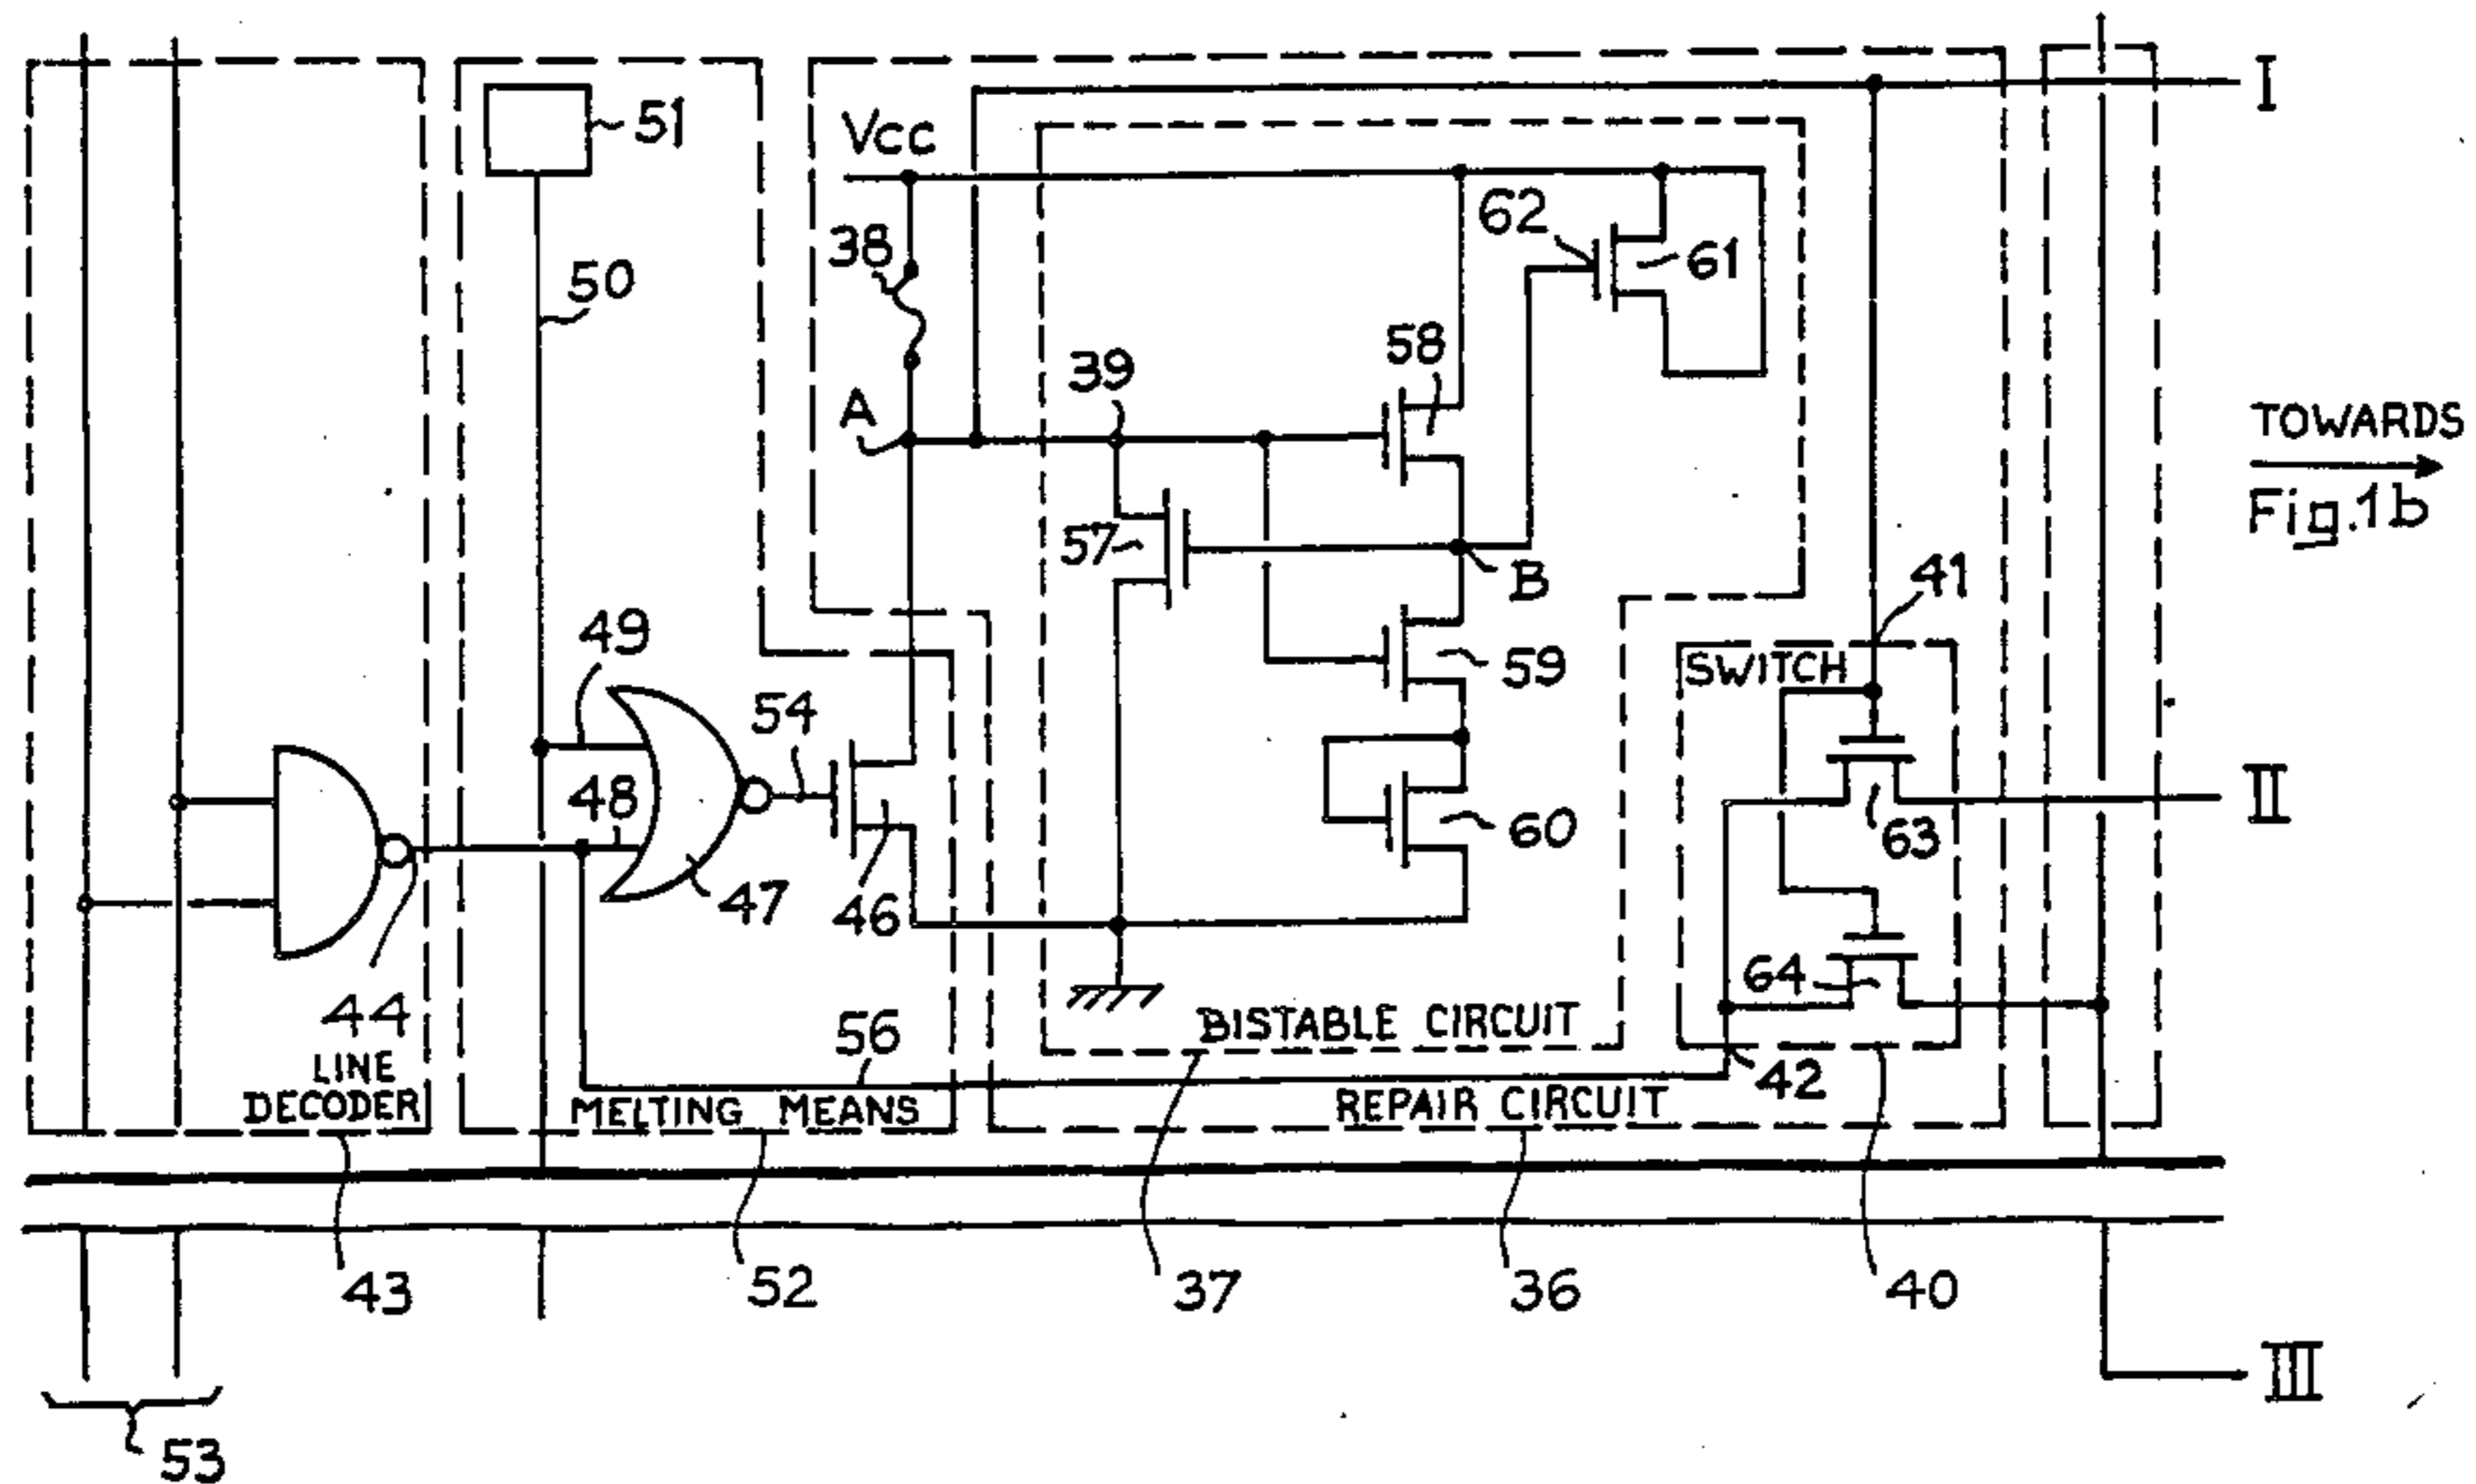 I
51
Vcc
62
38
61
50
58
39
A
TOWARDS
Fig.1b
57
B
41
49
59
SWITCH
54
48
60
63
II
47
46
64
44
BISTABLE CIRCUIT
56
LINE
DECODER
42
MELTING MEANS
REPAIR CIRCUIT
43
52
37
36
40
III
53